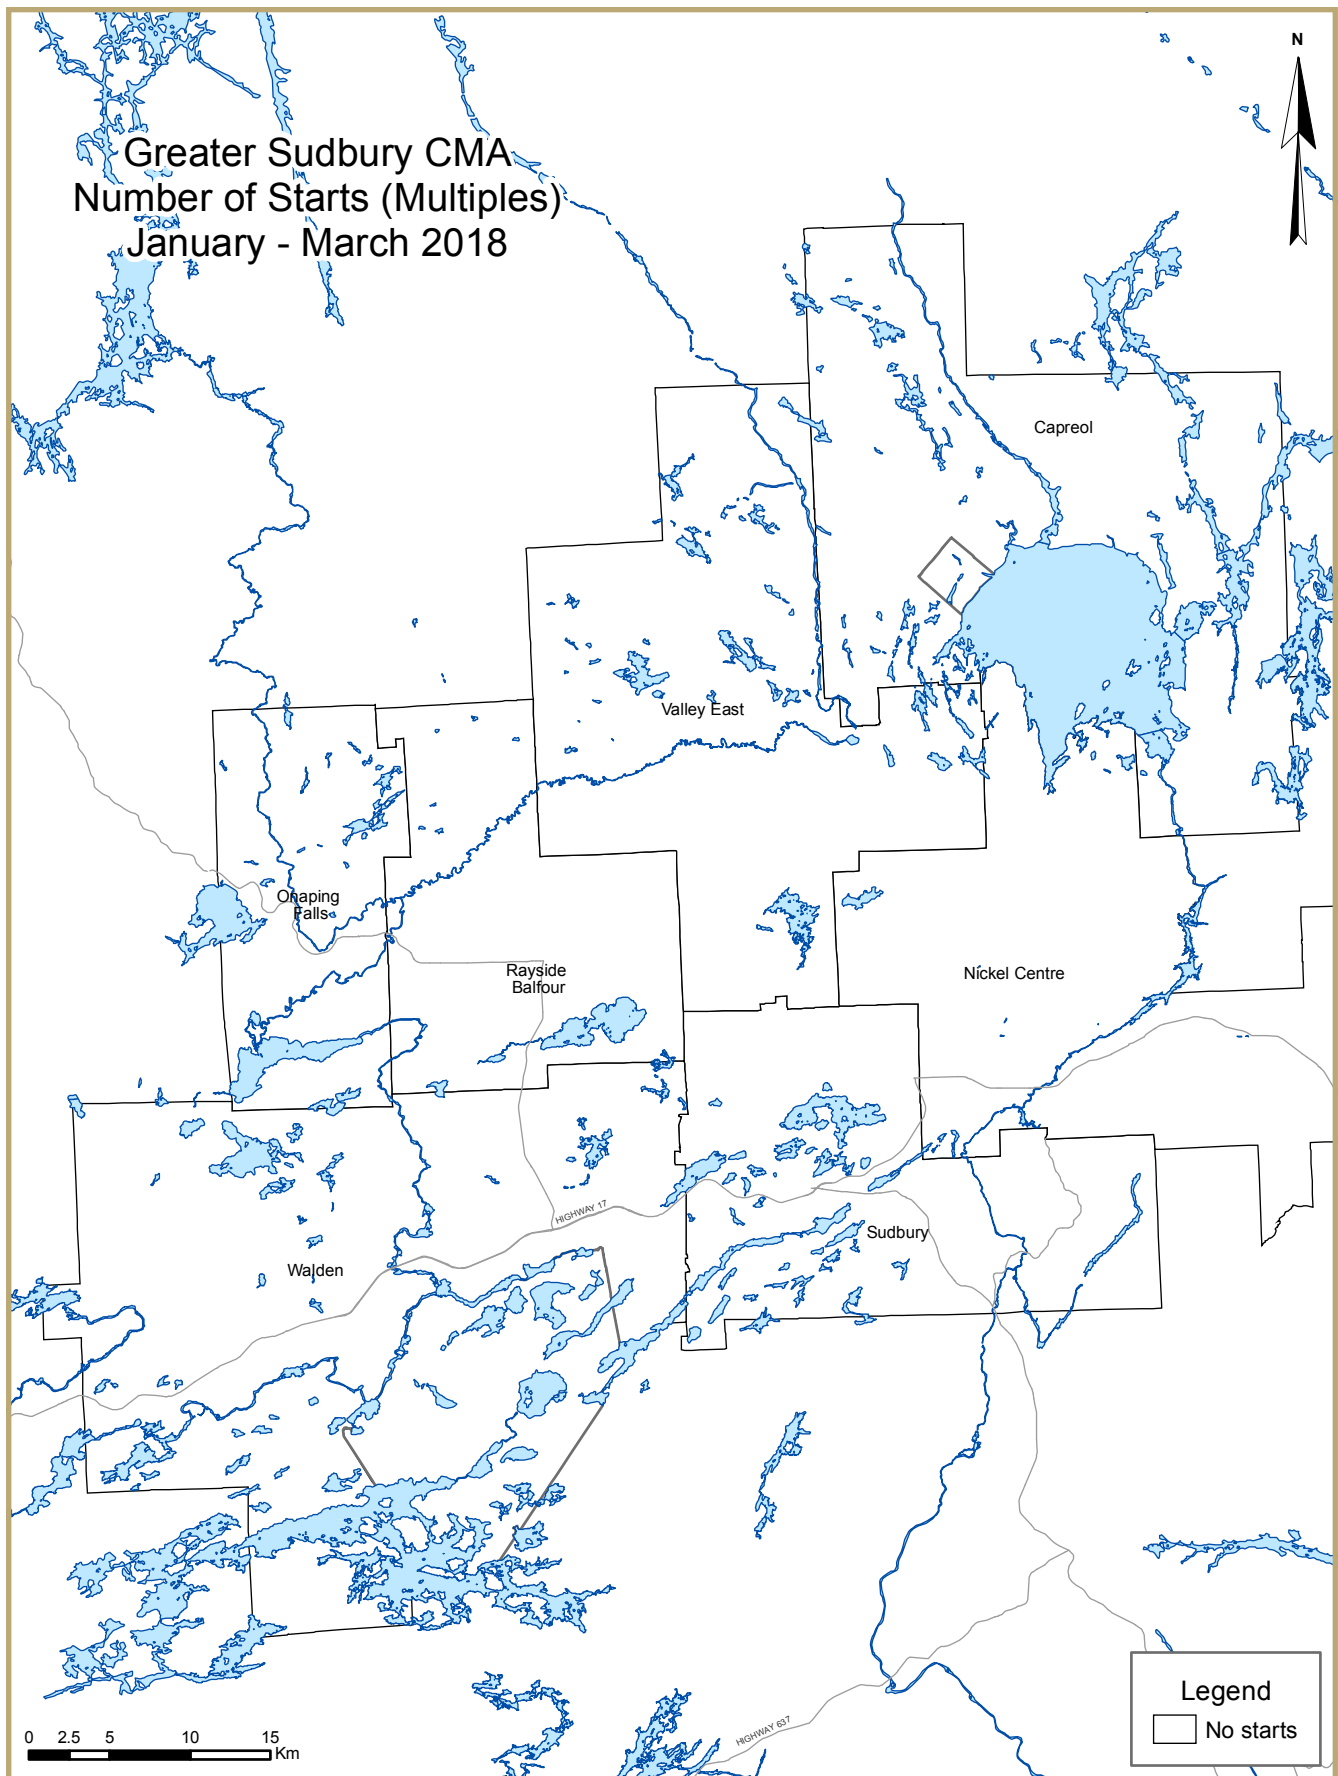 Greater Sudbury CMA
Number of Starts (Multiples)
January - March 2018
N
Capreol
Valley East
Onaping
Falls
Rayside
Balfour
Nickel Centre
HIGHWAY 17
Sudbury
Walden
HIGHWAY 637
Legend
No starts
0 2.5 5 10 15
Km